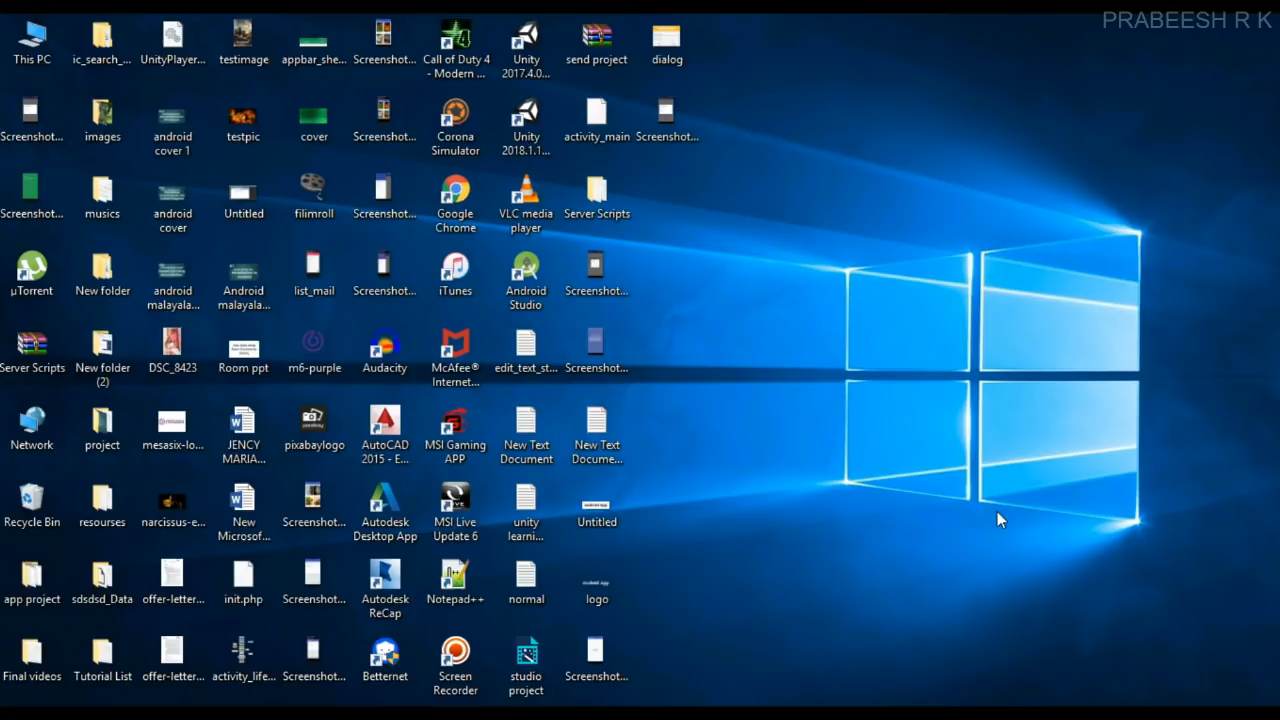 PRABEESH R K
This PC
ic_search_...
UnityPlayer...
testimage
appbar_she...
Screenshot...
Call of Duty 4
- Modern ...
Unity
2017.4.0...
send project
dialog
Screenshot...
images
android
cover 1
testpic
cover
Screenshot...
Corona
Simulator
Unity
2018.1.1...
activity_main
Screenshot...
Screenshot...
musics
android
cover
Untitled
filimroll
Screenshot...
Google
Chrome
VLC media
player
Server Scripts
µTorrent
New folder
android
malayala...
Android
malayala...
list_mail
Screenshot...
iTunes
Android
Studio
Screenshot...
Server Scripts
New folder
(2)
DSC_8423
Room ppt
m6-purple
Audacity
McAfee®
Internet...
edit_text_st...
Screenshot...
Network
project
mesasix-lo...
JENCY
MARIA...
pixabaylogo
AutoCAD
2015 - E...
MSI Gaming
APP
New Text
Document
New Text
Docume...
Recycle Bin
resourses
narcissus-e...
New
Microsof...
Screenshot...
Autodesk
Desktop App
MSI Live
Update 6
unity
learni...
Untitled
app project
sdsdsd_Data
offer-letter...
init.php
Screenshot...
Autodesk
ReCap
Notepad++
normal
logo
Final videos
Tutorial List
offer-letter...
activity_life...
Screenshot...
Betternet
Screen
Recorder
studio
project
Screenshot...